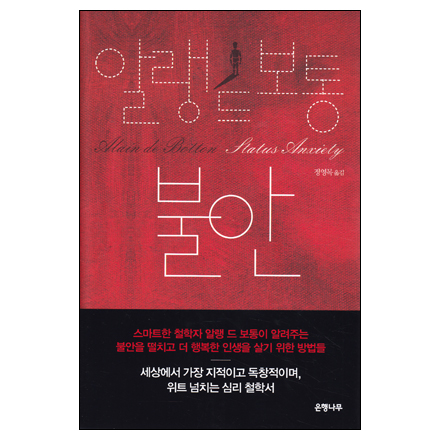 알랭 드 보통
Alain de Botton Status Anxiety
정영목 옮김
불안
스마트한 철학자 알랭 드 보통이 알려주는
불안을 떨치고 더 행복한 인생을 살기 위한 방법들
세상에서 가장 지적이고 독창적이며,
위트 넘치는 심리 철학서
은행나무